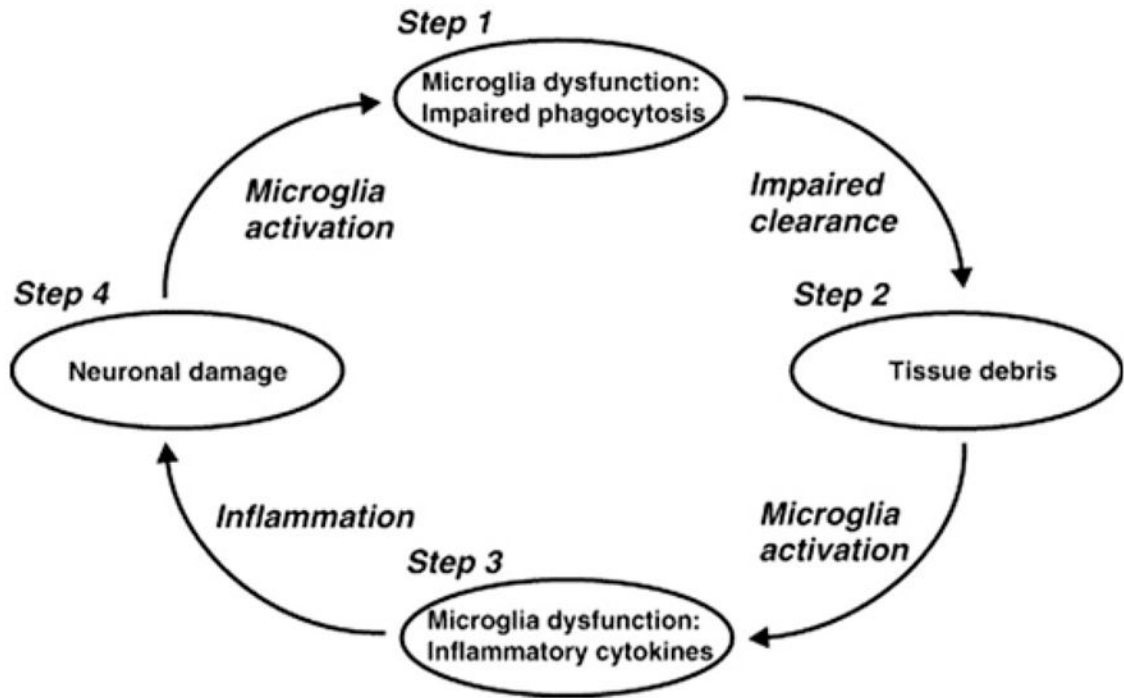 Step 1
Microglia dysfunction:
Impaired phagocytosis
Impaired
clearance
Step 2
Tissue debris
Microglia
activation
Step 3
Microglia dysfunction:
Inflammatory cytokines
Inflammation
Step 4
Neuronal damage
Microglia
activation